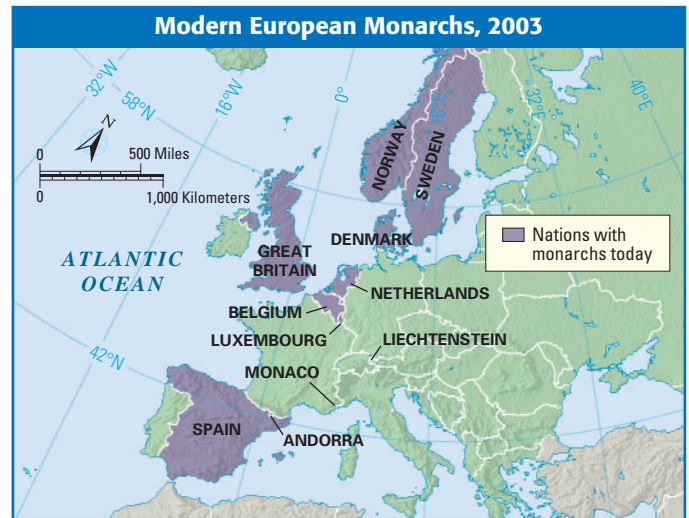 Modern European Monarchs, 2003
32°W
58°N
16°W
0°
16°E
32°E
40°E
N
0 500 Miles
0 1,000 Kilometers
NORWAY
SWEDEN
DENMARK
GREAT
BRITAIN
Nations with
monarchs today
ATLANTIC
OCEAN
NETHERLANDS
BELGIUM
LUXEMBOURG
LIECHTENSTEIN
42°N
MONACO
SPAIN
ANDORRA